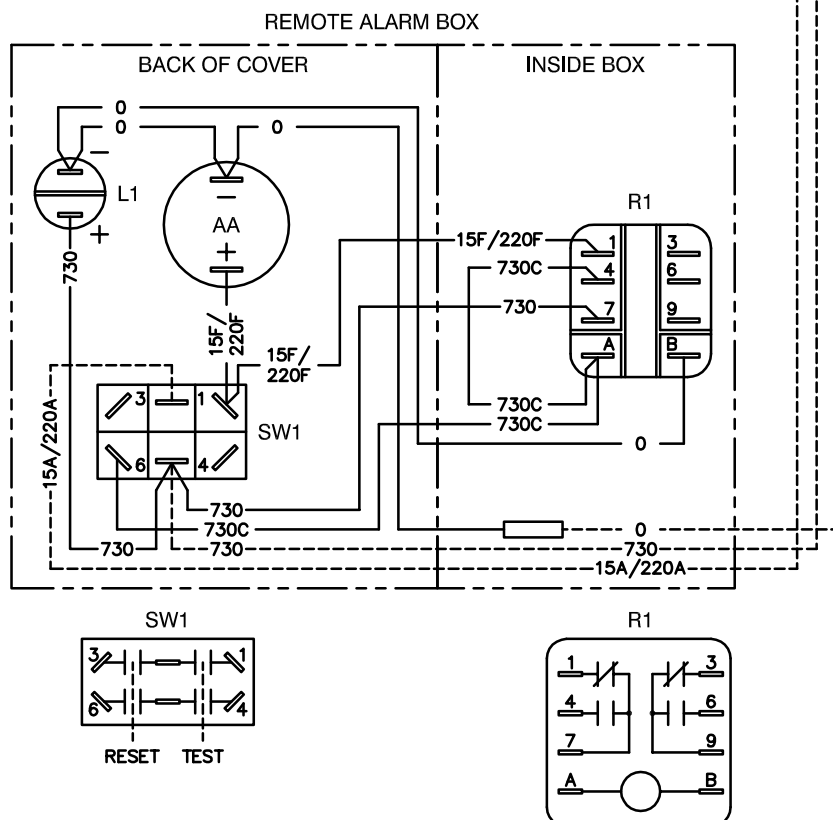 REMOTE ALARM BOX
BACK OF COVER
INSIDE BOX
0
0
0
−
L1
+
730
−
AA
+
R1
15F/220F
1
3
730C
4
6
730
7
9
A
B
15F/
220F
15F/
220F
15A/220A
3
1
SW1
6
4
730C
730C
0
730
730C
730
730
0
730
15A/220A
SW1
3
1
6
4
RESET
TEST
R1
1
3
4
6
7
9
A
B